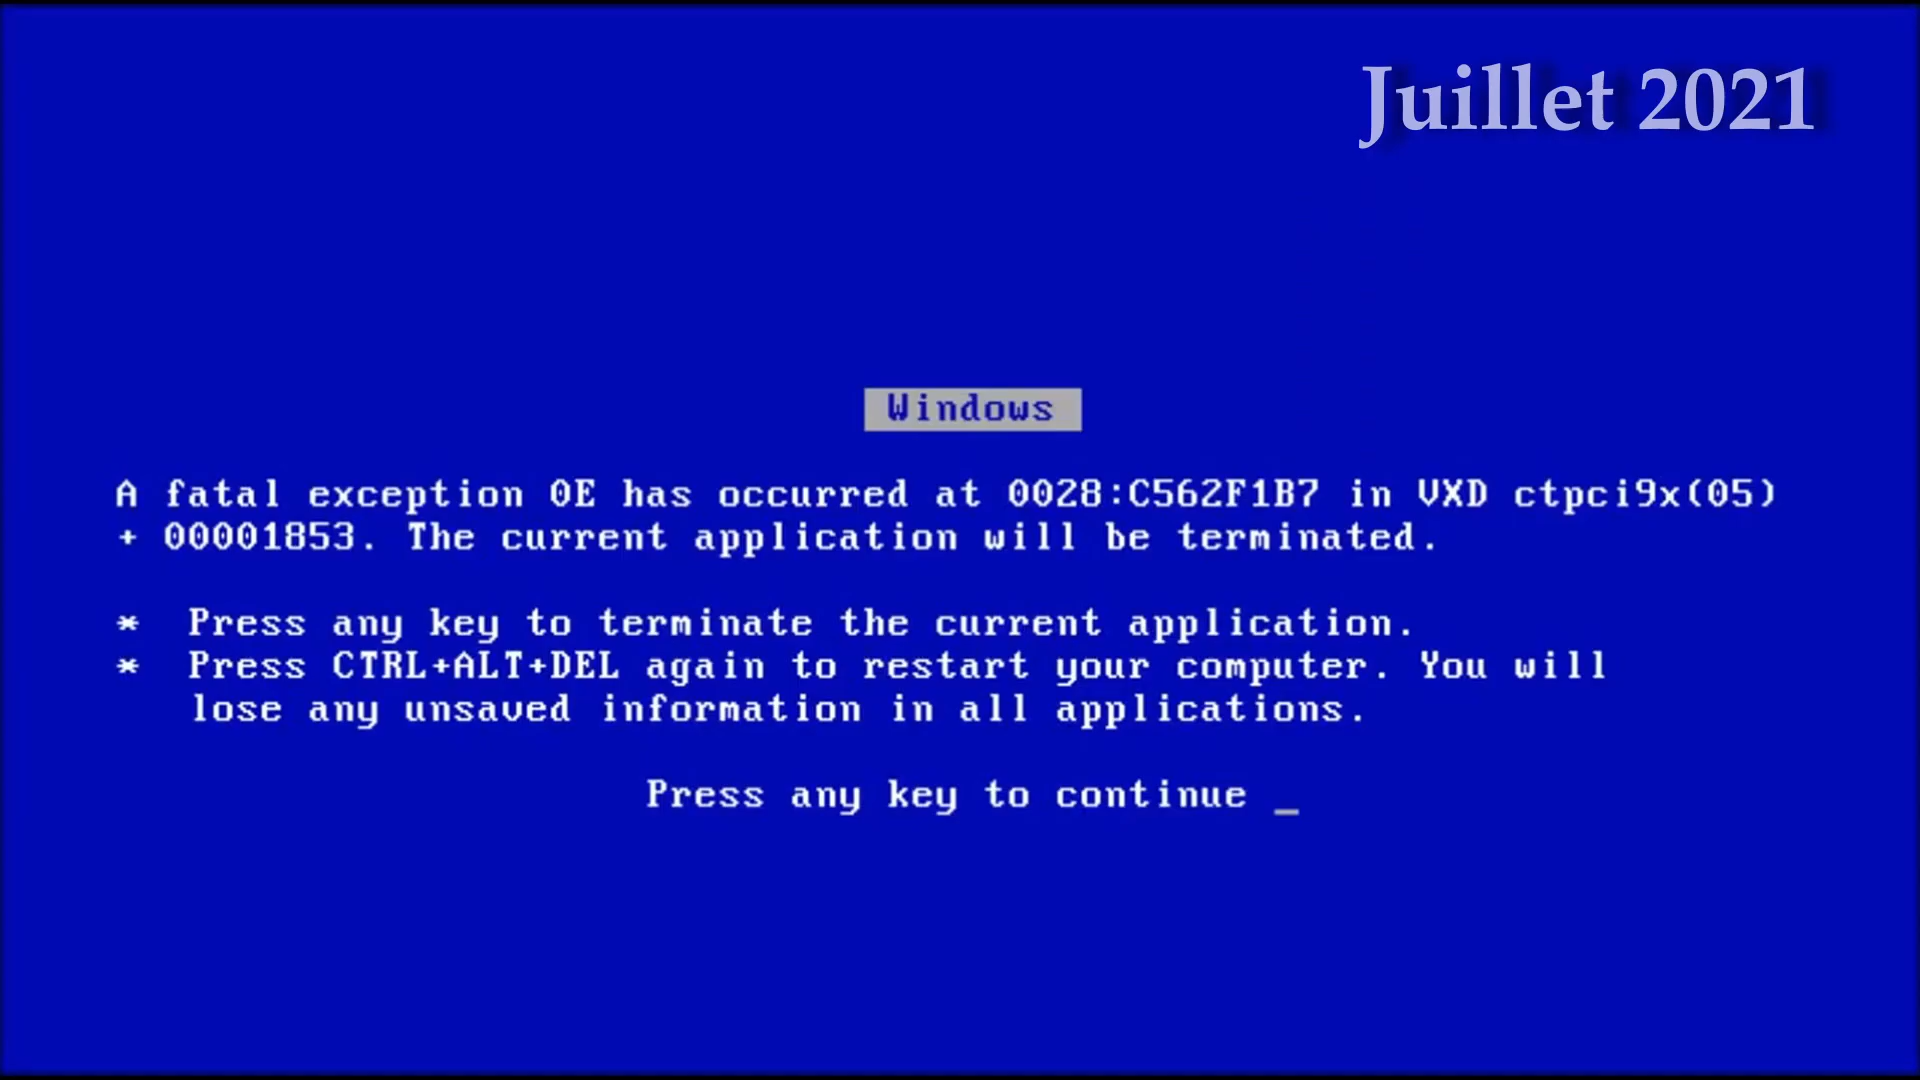 Juillet 2021
Windows
A fatal exception 0E has occurred at 0028:C562F1B7 in VXD ctpci9x(05)
+ 00001853. The current application will be terminated.
* Press any key to terminate the current application.
* Press CTRL+ALT+DEL again to restart your computer. You will
lose any unsaved information in all applications.
Press any key to continue _